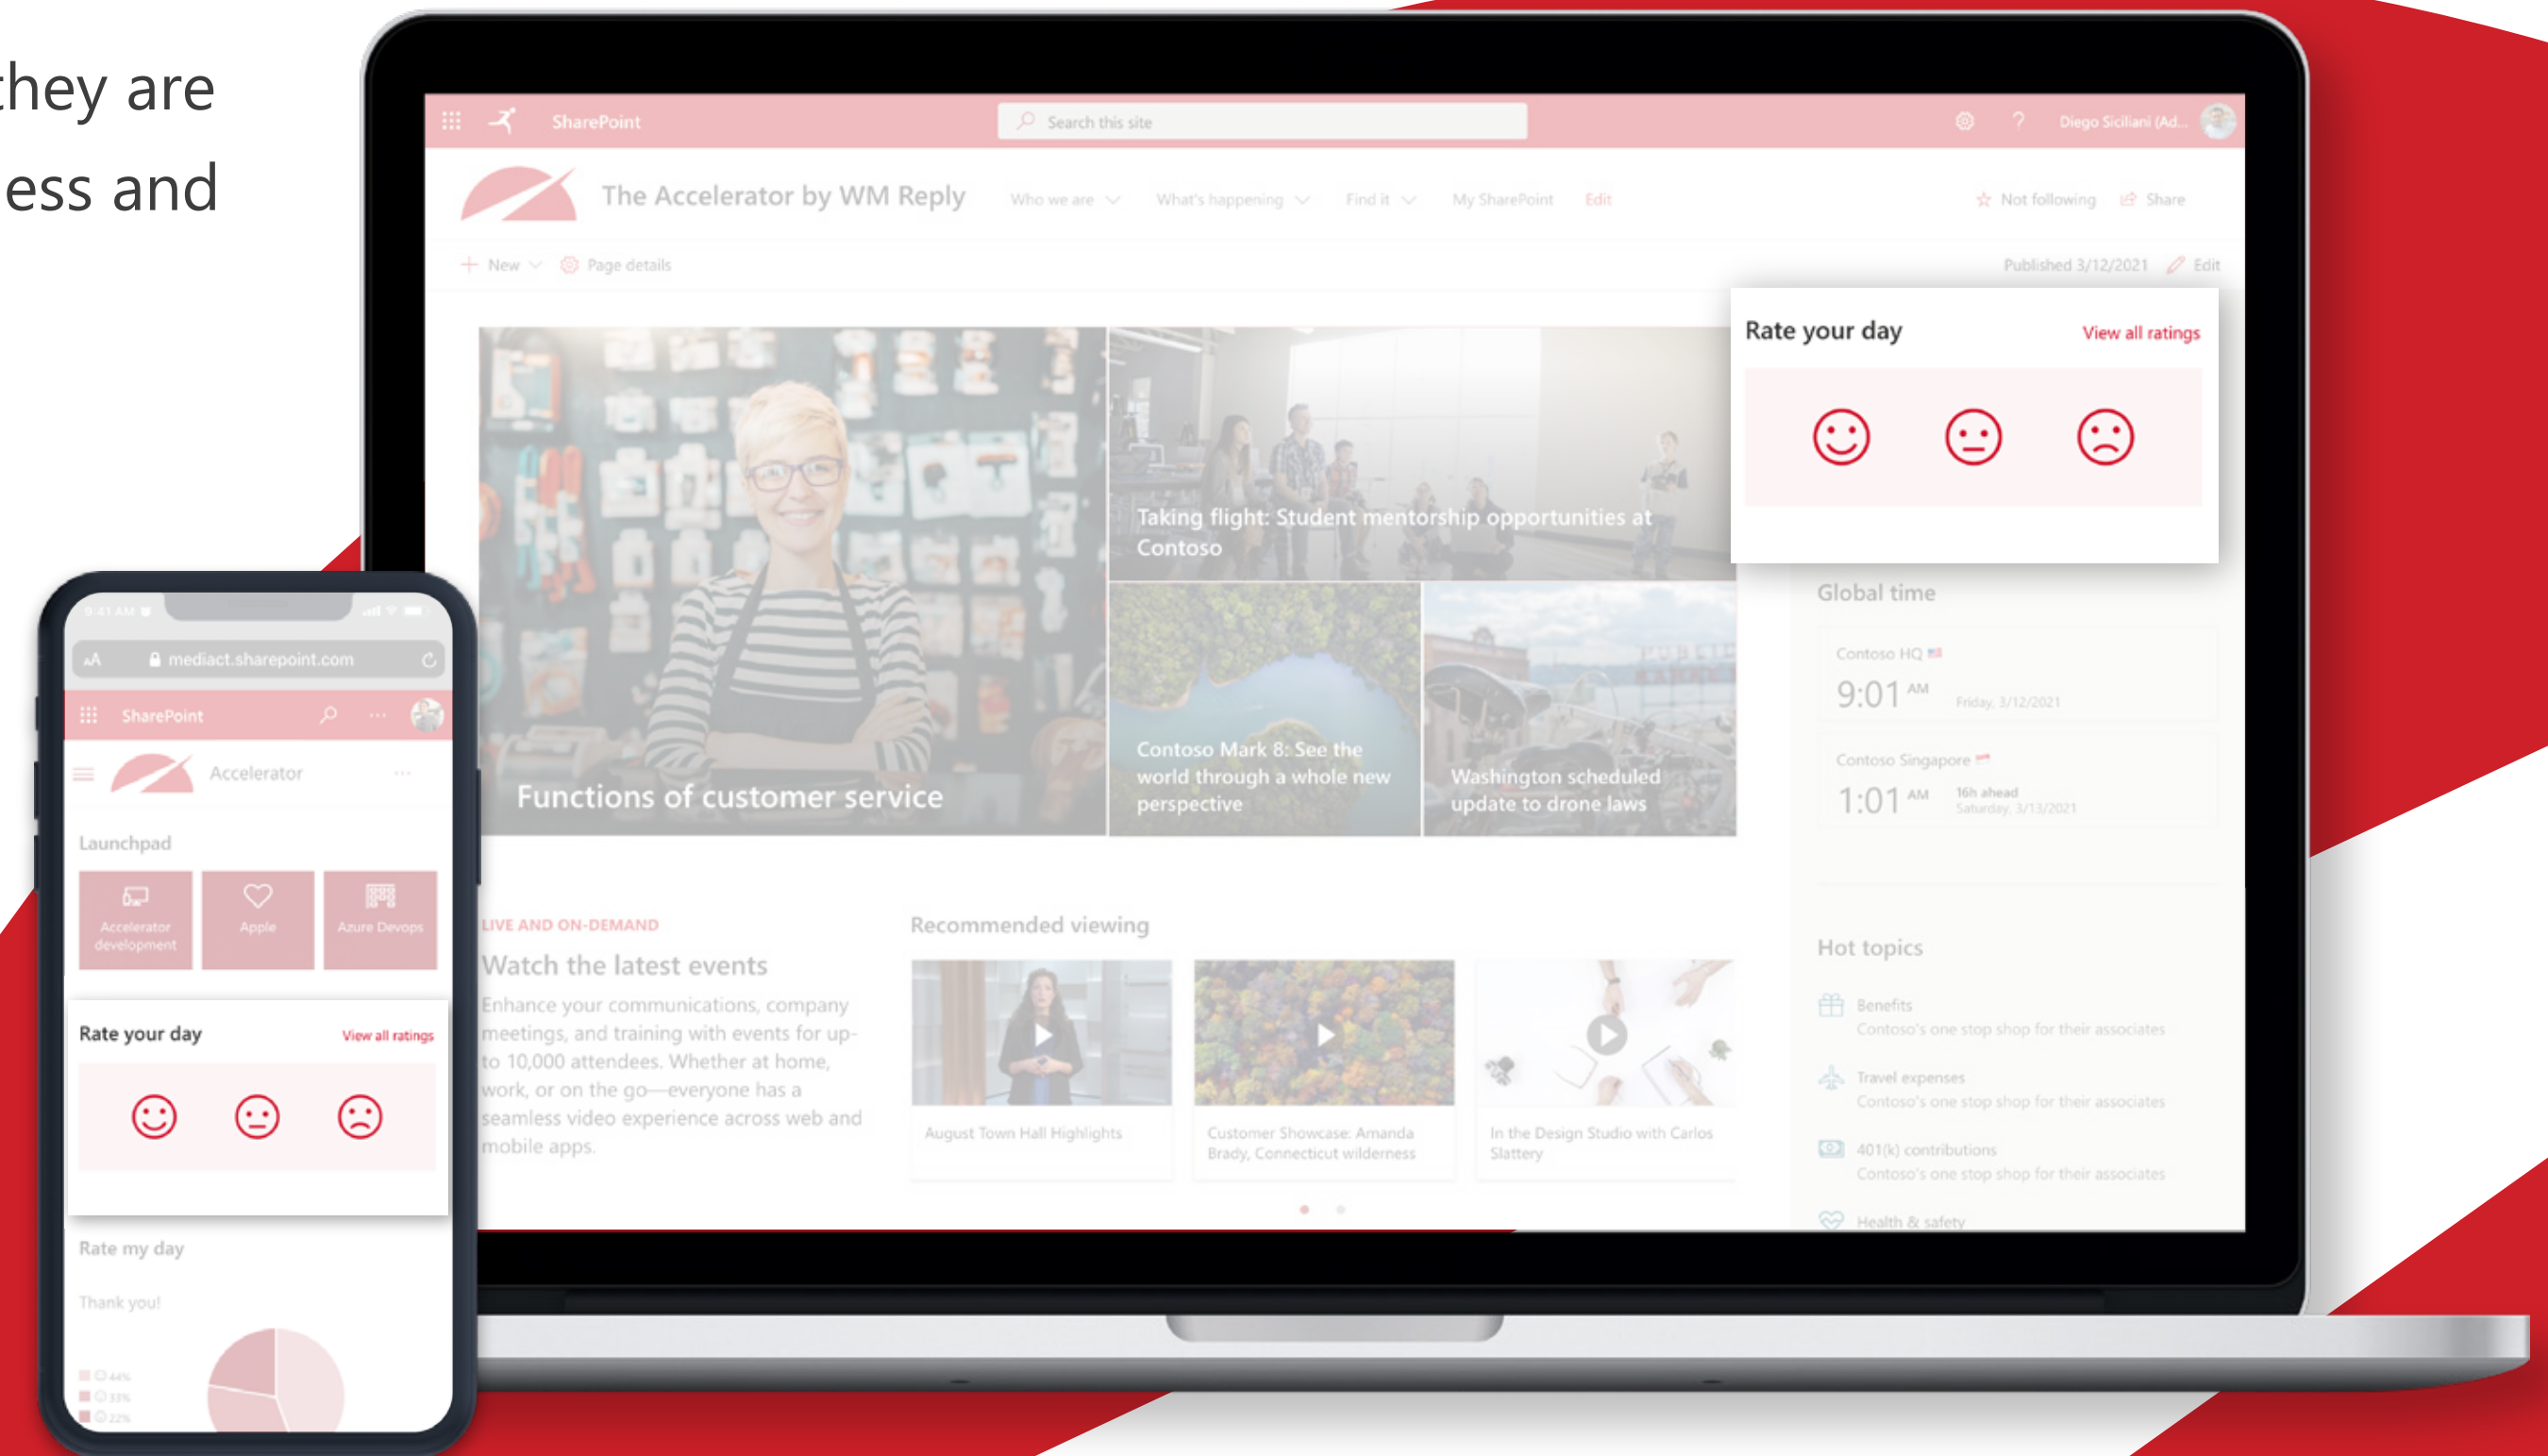 they are
ess and
SharePoint
Search this site
Diego Siciliani (Ad...
The Accelerator by WM Reply
Who we are
What's happening
Find it
My SharePoint
Edit
Not following
Share
New
Page details
Published 3/12/2021
Edit
Functions of customer service
Taking flight: Student mentorship opportunities at
Contoso
Contoso Mark 8: See the
world through a whole new
perspective
Washington scheduled
update to drone laws
Rate your day
View all ratings
Global time
Contoso HQ
9:01 AM
Friday, 3/12/2021
Contoso Singapore
1:01 AM
16h ahead
Saturday, 3/13/2021
LIVE AND ON-DEMAND
Watch the latest events
Enhance your communications, company
meetings, and training with events for up-
to 10,000 attendees. Whether at home,
work, or on the go—everyone has a
seamless video experience across web and
mobile apps.
Recommended viewing
August Town Hall Highlights
Customer Showcase: Amanda
Brady, Connecticut wilderness
In the Design Studio with Carlos
Slattery
Hot topics
Benefits
Contoso's one stop shop for their associates
Travel expenses
Contoso's one stop shop for their associates
401(k) contributions
Contoso's one stop shop for their associates
Health & safety
9:41 AM
AA
mediact.sharepoint.com
SharePoint
Accelerator
Launchpad
Accelerator
development
Apple
Azure Devops
Rate your day
View all ratings
Rate my day
Thank you!
44%
33%
22%